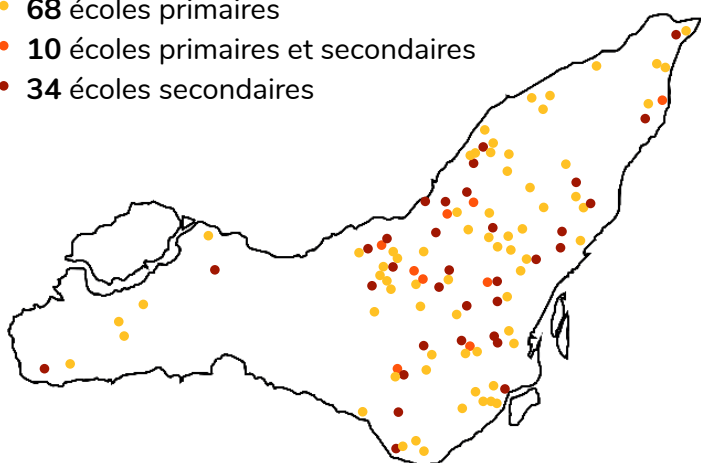 68 écoles primaires
10 écoles primaires et secondaires
34 écoles secondaires